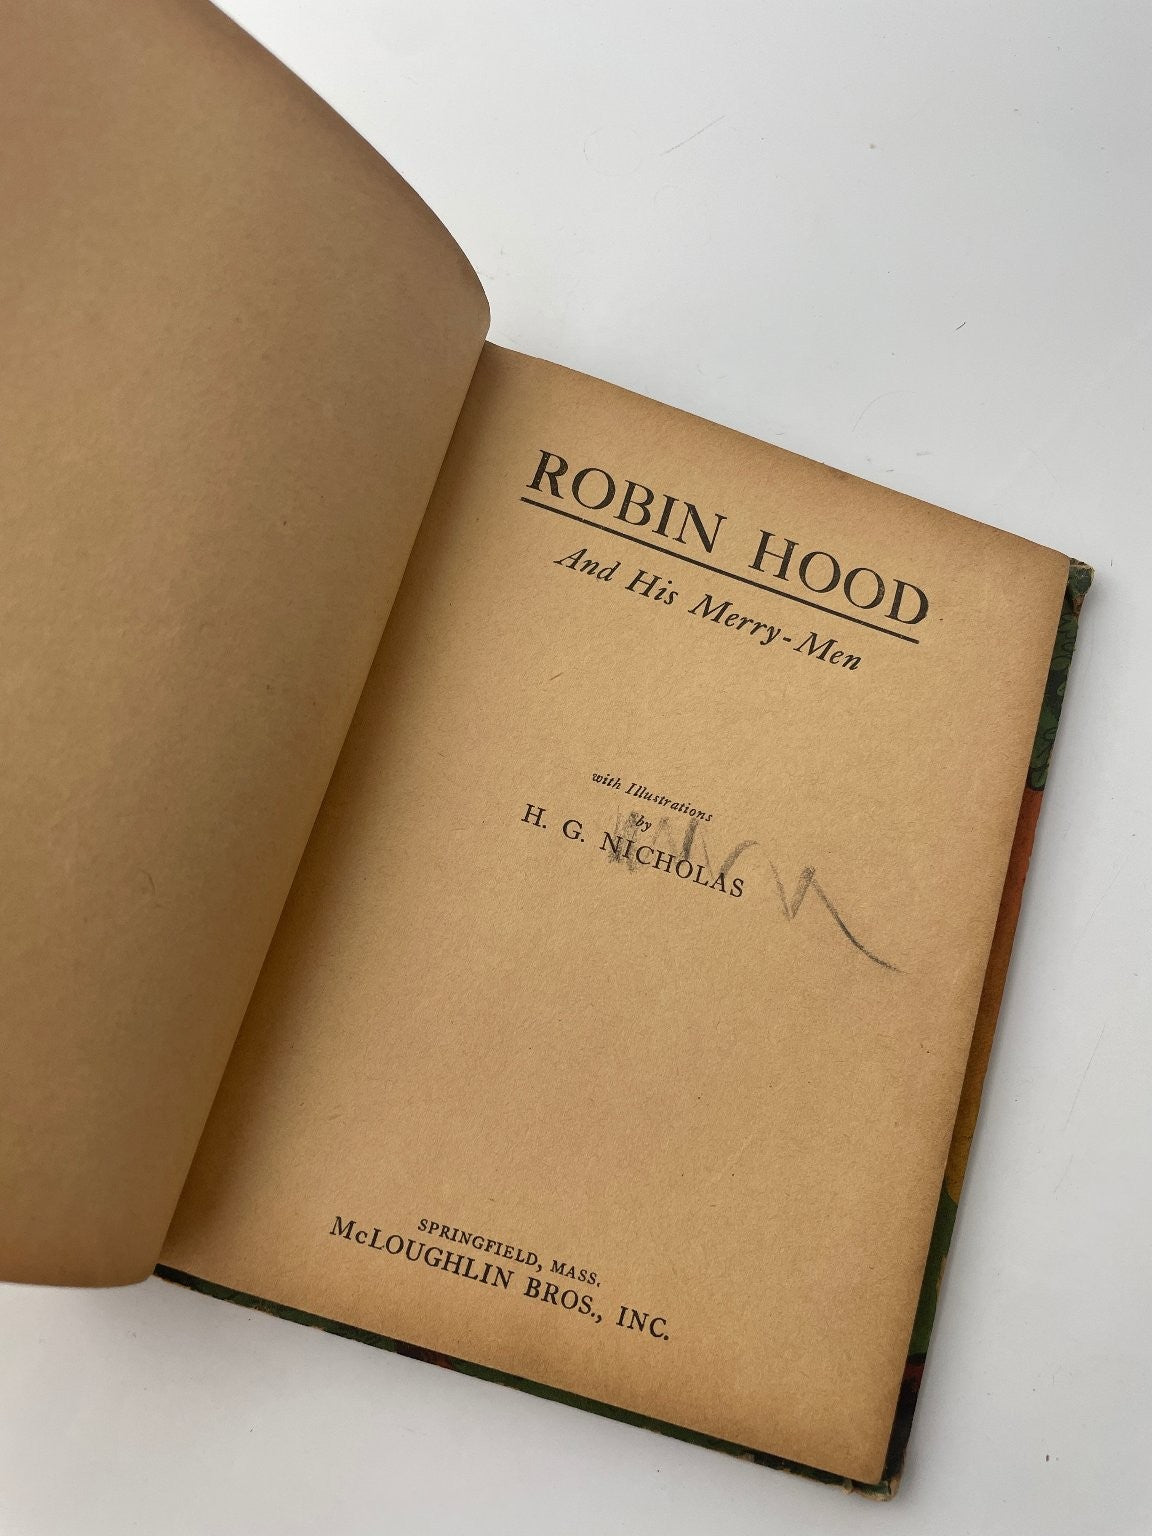 ROBIN HOOD
And His Merry-Men
with Illustrations
by
H. G. NICHOLAS
SPRINGFIELD, MASS.
McLOUGHLIN BROS., INC.